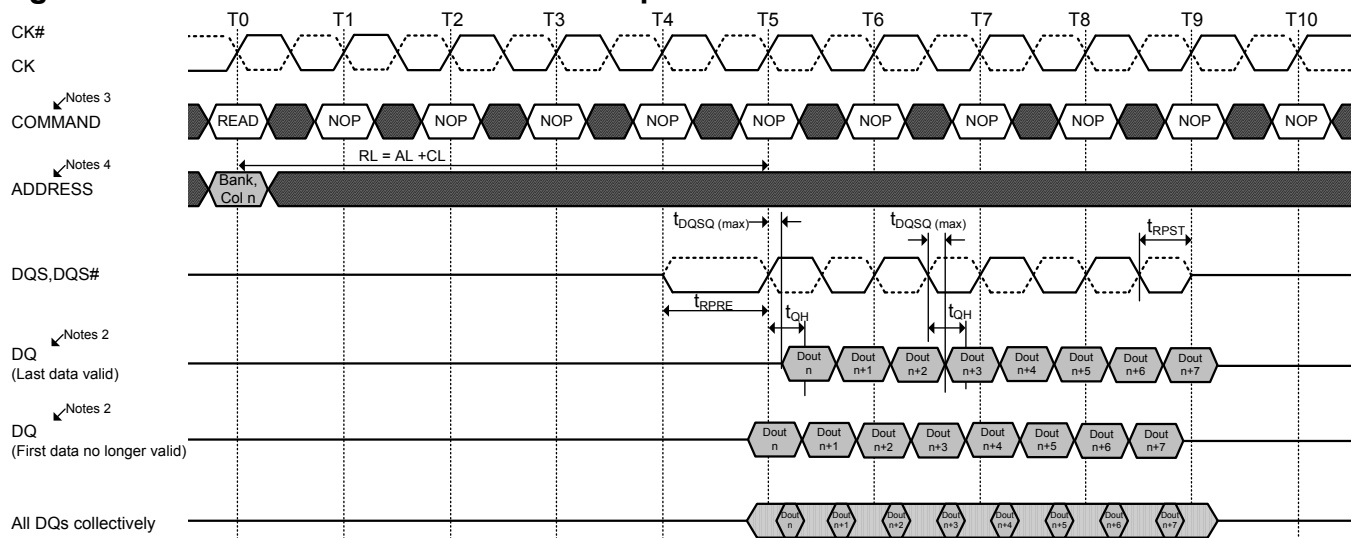 T0 T1 T2 T3 T4 T5 T6 T7 T8 T9 T10
CK#
CK
Notes 3
COMMAND
READ NOP NOP NOP NOP NOP NOP NOP NOP NOP NOP
RL = AL +CL
Notes 4
ADDRESS
Bank,
Col n
tDQSQ (max) tDQSQ (max) tRPST
DQS,DQS#
tRPRE tQH tQH
Notes 2
DQ
(Last data valid)
Dout n Dout n+1 Dout n+2 Dout n+3 Dout n+4 Dout n+5 Dout n+6 Dout n+7
Notes 2
DQ
(First data no longer valid)
Dout n Dout n+1 Dout n+2 Dout n+3 Dout n+4 Dout n+5 Dout n+6 Dout n+7
All DQs collectively
Dout n Dout n+1 Dout n+2 Dout n+3 Dout n+4 Dout n+5 Dout n+6 Dout n+7